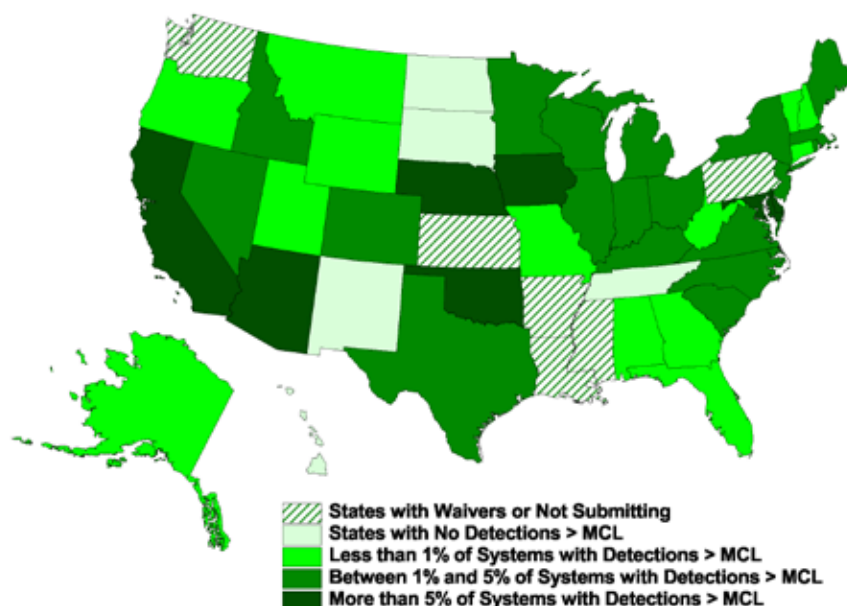 States with Waivers or Not Submitting
States with No Detections > MCL
Less than 1% of Systems with Detections > MCL
Between 1% and 5% of Systems with Detections > MCL
More than 5% of Systems with Detections > MCL